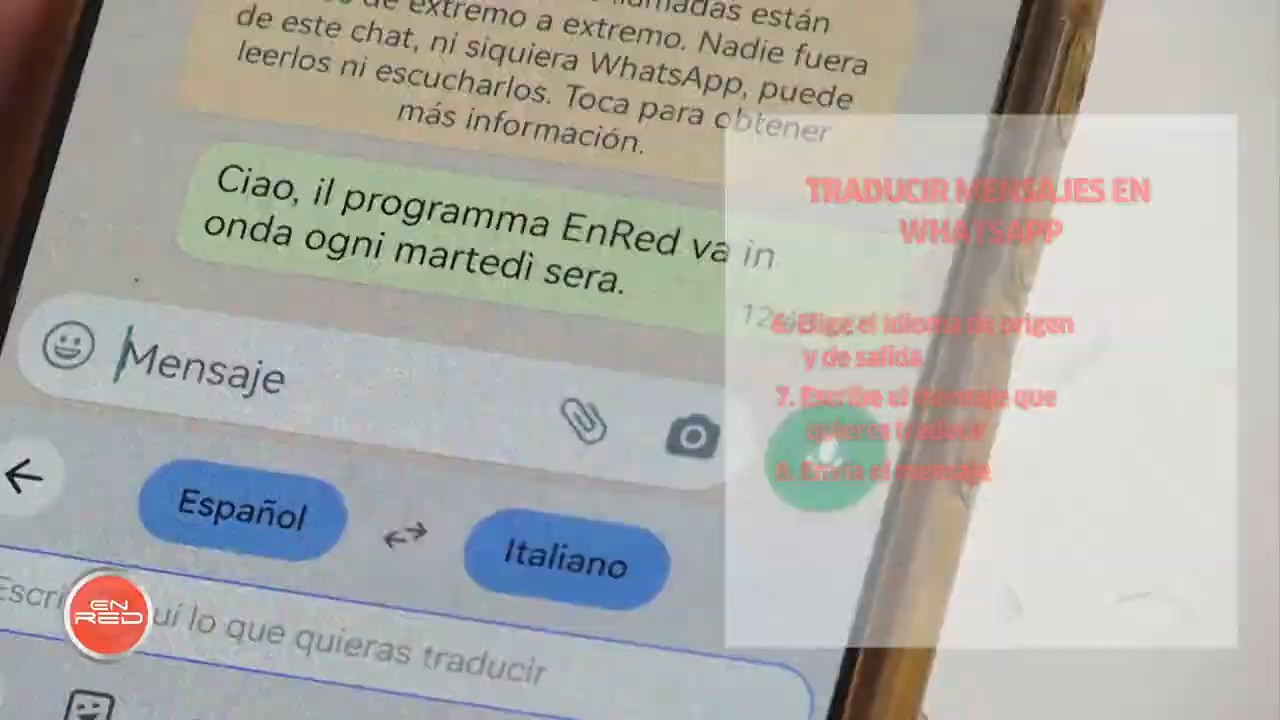 de extremo a extremo. Nadie fuera
están
de este chat, ni siquiera WhatsApp, puede
leerlos ni escucharlos. Toca para obtener
más información.
Ciao, il programma EnRed va in
onda ogni martedì sera.
Mensaje
Español
Italiano
lo que quieras traducir
EN
RED
TRADUCIR MENSAJES EN
WHATSAPP
6. Elige el idioma de origen
y de salida
7. Escribe el mensaje que
quieres traducir
8. Envía el mensaje